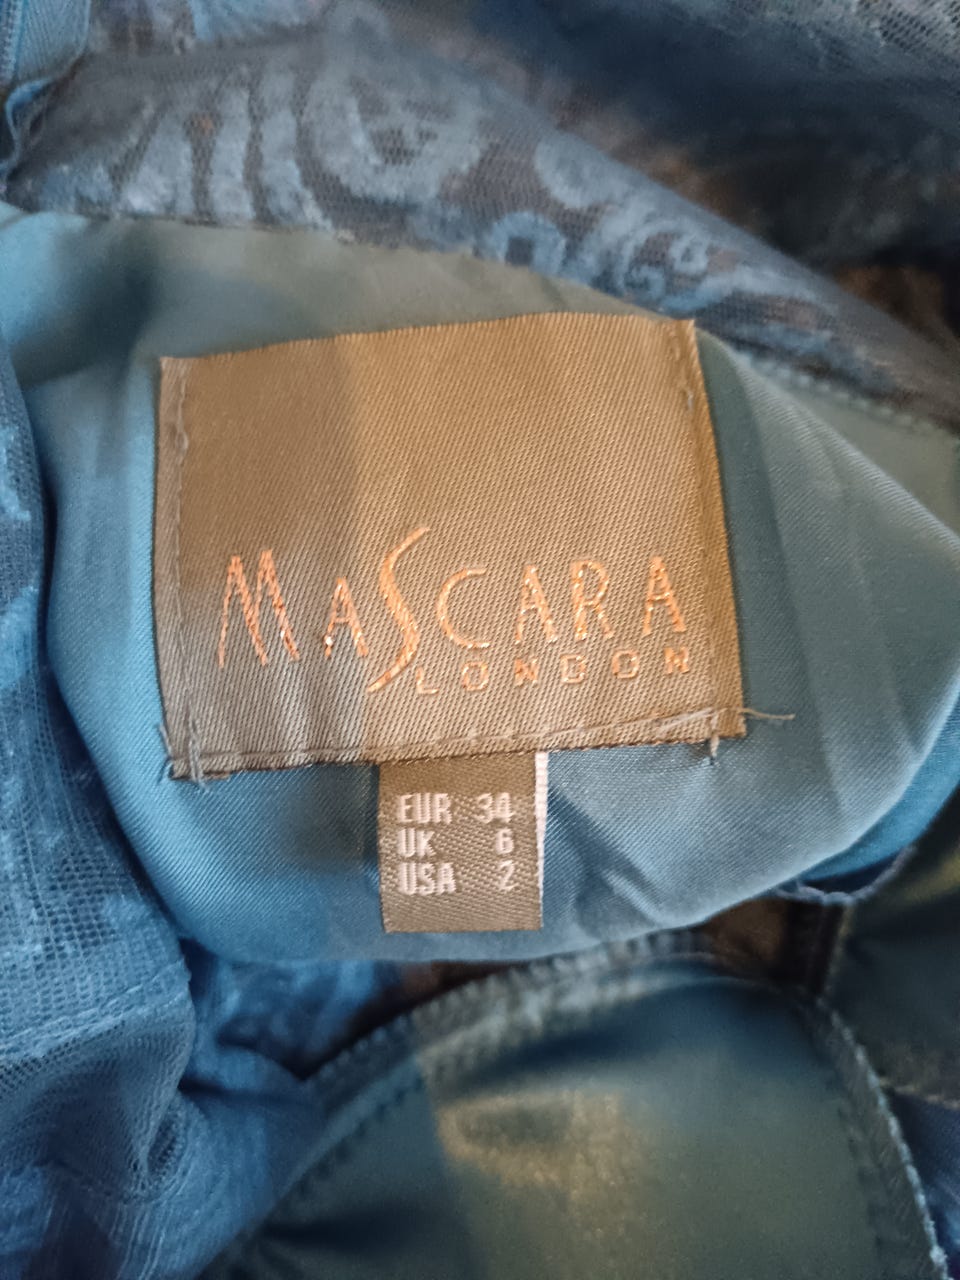 MASCARA
LONDON
EUR 34
UK 6
USA 2